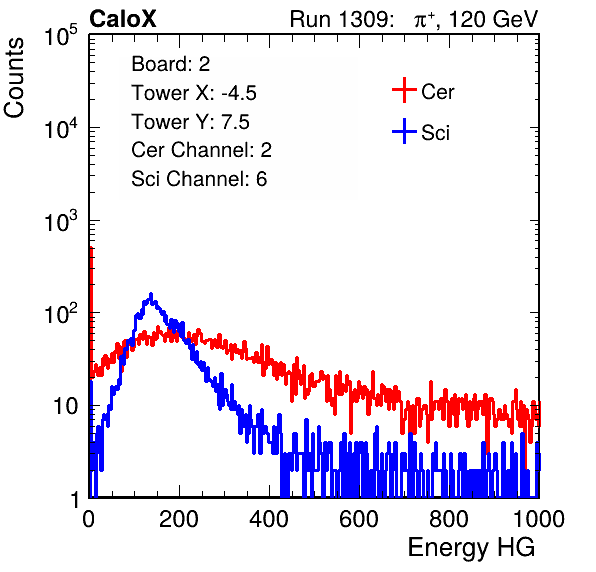 CaloX Run 1309: π⁺, 120 GeV
Board: 2
Tower X: -4.5
Tower Y: 7.5
Cer Channel: 2
Sci Channel: 6
Cer
Sci
Counts
10⁵
10⁴
10³
10²
10
1
0 200 400 600 800 1000
Energy HG